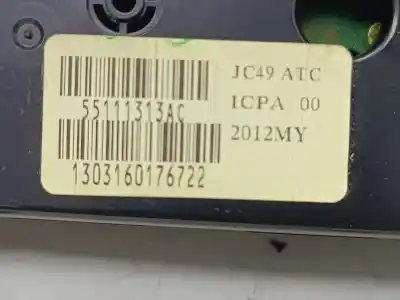 JC49 ATC
55111313AC
ICPA 00
2012MY
1303160176722